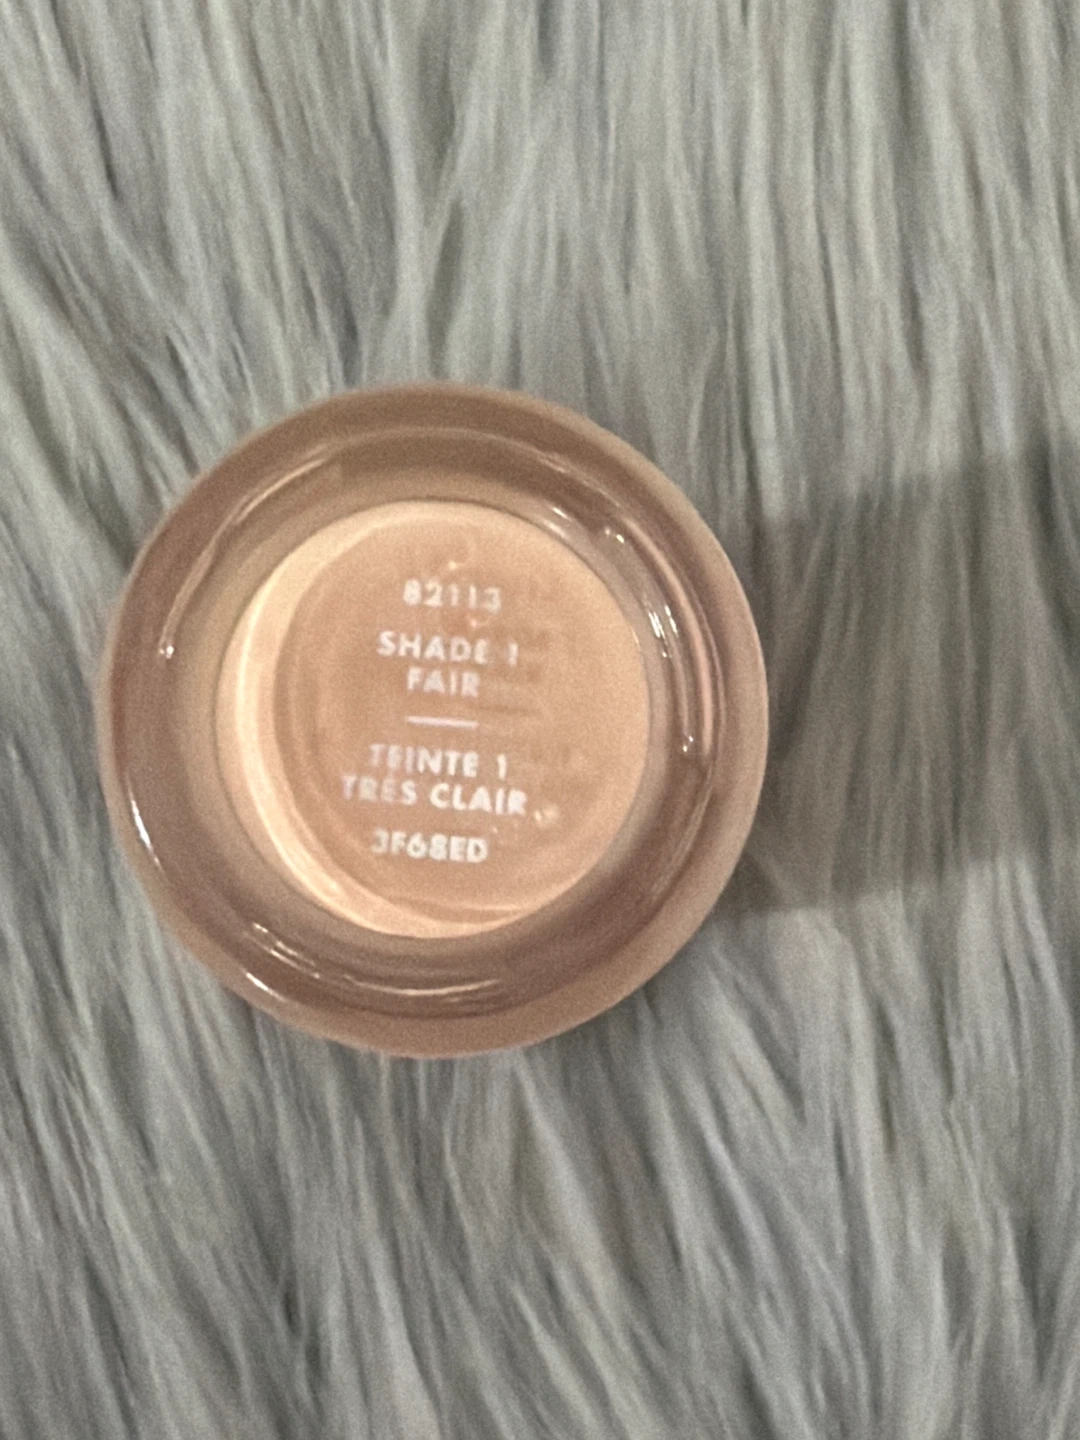 82113
SHADE 1
FAIR
TEINTE 1
TRÈS CLAIR
3F68ED